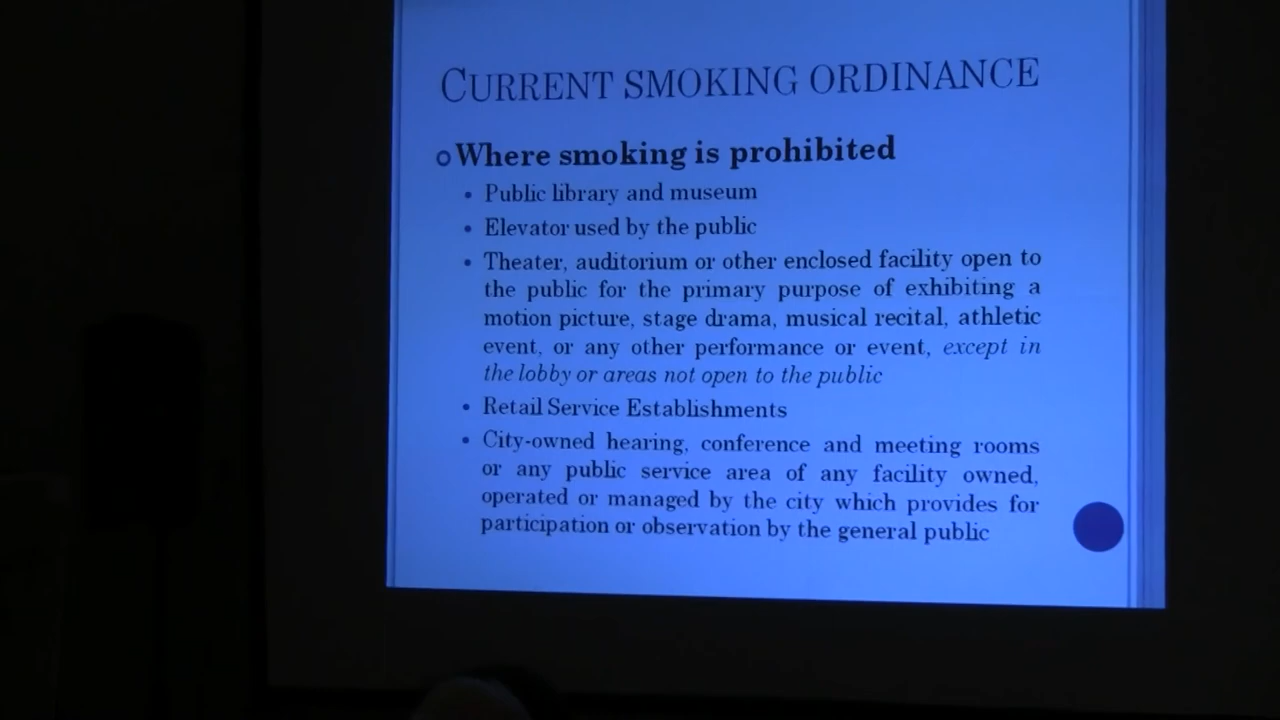 CURRENT SMOKING ORDINANCE
Where smoking is prohibited
• Public library and museum
• Elevator used by the public
• Theater, auditorium or other enclosed facility open to
the public for the primary purpose of exhibiting a
motion picture, stage drama, musical recital, athletic
event, or any other performance or event, except in
the lobby or areas not open to the public
• Retail Service Establishments
• City-owned hearing, conference and meeting rooms
or any public service area of any facility owned,
operated or managed by the city which provides for
participation or observation by the general public